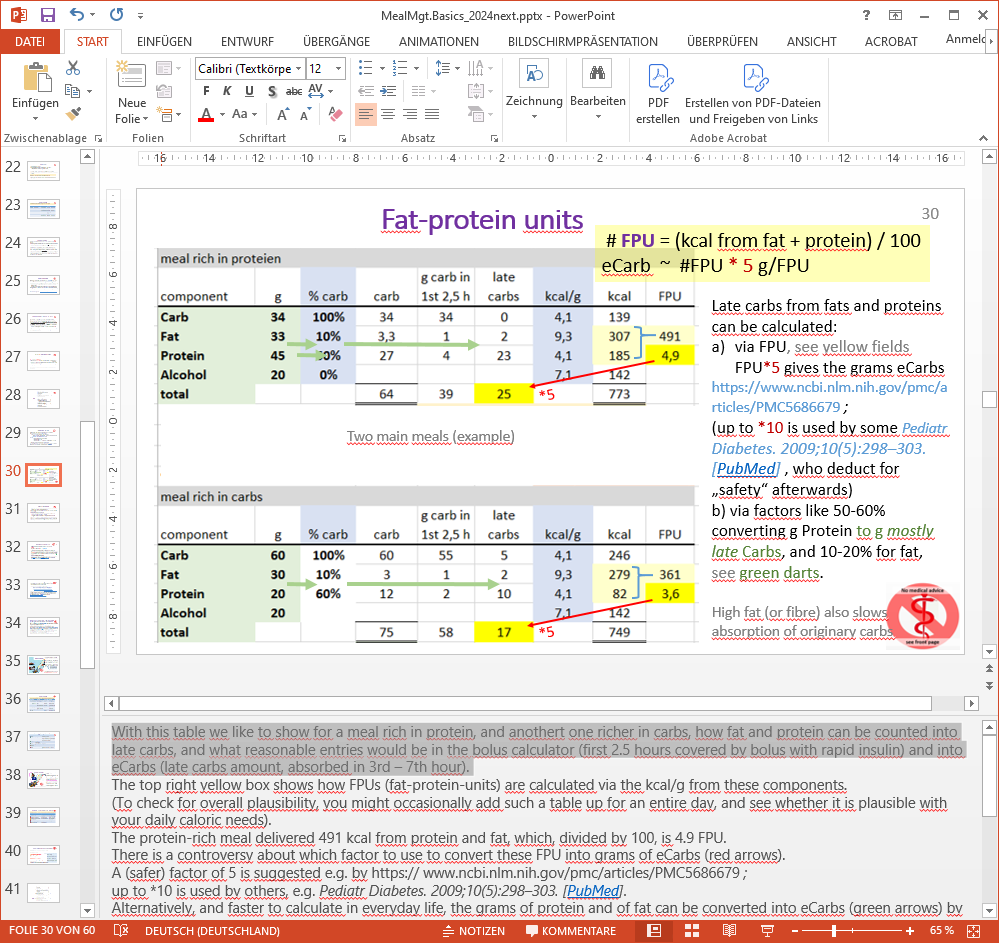 MealMgt.Basics_2024next.pptx - PowerPoint
DATEI START EINFÜGEN ENTWURF ÜBERGÄNGE ANIMATIONEN BILDSCHIRMPRÄSENTATION ÜBERPRÜFEN ANSICHT ACROBAT Anmelc
Calibri (Textkörpe 12
Einfügen
Neue Folie
F K U S abc AV
A Aa A A
Zeichnung
Bearbeiten
PDF erstellen
Erstellen von PDF-Dateien und Freigeben von Links
Zwischenablage Folien Schriftart Absatz Adobe Acrobat
16 14 12 10 8 6 4 2 0 2 4 6 8 10 12 14 16
22
23
24
25
26
27
28
29
30
31
32
33
34
35
36
37
38
39
40
41
30
Fat-protein units
# FPU = (kcal from fat + protein) / 100
eCarb ~ #FPU * 5 g/FPU
meal rich in proteien
g carb in late
component g % carb carb 1st 2,5 h carbs kcal/g kcal FPU
Carb 34 100% 34 34 0 4,1 139
Fat 33 10% 3,3 1 2 9,3 307 491
Protein 45 0% 27 4 23 4,1 185 4,9
Alcohol 20 0% 7,1 142
total 64 39 25 *5 773
Two main meals (example)
meal rich in carbs
g carb in late
component g % carb carb 1st 2,5 h carbs kcal/g kcal FPU
Carb 60 100% 60 55 5 4,1 246
Fat 30 10% 3 1 2 9,3 279 361
Protein 20 60% 12 2 10 4,1 82 3,6
Alcohol 20 7,1 142
total 75 58 17 *5 749
Late carbs from fats and proteins
can be calculated:
a) via FPU, see yellow fields
FPU*5 gives the grams eCarbs
https://www.ncbi.nlm.nih.gov/pmc/a
rticles/PMC5686679 ;
(up to *10 is used by some Pediatr
Diabetes. 2009;10(5):298–303.
[PubMed] , who deduct for
„safety“ afterwards)
b) via factors like 50-60%
converting g Protein to g mostly
late Carbs, and 10-20% for fat,
see green darts.
High fat (or fibre) also slows
absorption of originary carbs
No medical advice
see front page
With this table we like to show for a meal rich in protein, and anothert one richer in carbs, how fat and protein can be counted into
late carbs, and what reasonable entries would be in the bolus calculator (first 2.5 hours covered by bolus with rapid insulin) and into
eCarbs (late carbs amount, absorbed in 3rd – 7th hour).
The top right yellow box shows how FPUs (fat-protein-units) are calculated via the kcal/g from these components.
(To check for overall plausibility, you might occasionally add such a table up for an entire day, and see whether it is plausible with
your daily caloric needs).
The protein-rich meal delivered 491 kcal from protein and fat, which, divided by 100, is 4.9 FPU.
There is a controversy about which factor to use to convert these FPU into grams of eCarbs (red arrows).
A (safer) factor of 5 is suggested e.g. by https:// www.ncbi.nlm.nih.gov/pmc/articles/PMC5686679 ;
up to *10 is used by others, e.g. Pediatr Diabetes. 2009;10(5):298–303. [PubMed].
Alternatively, and faster to calculate in everyday life, the grams of protein and of fat can be converted into eCarbs (green arrows) by
FOLIE 30 VON 60 DEUTSCH (DEUTSCHLAND) NOTIZEN KOMMENTARE 65 %